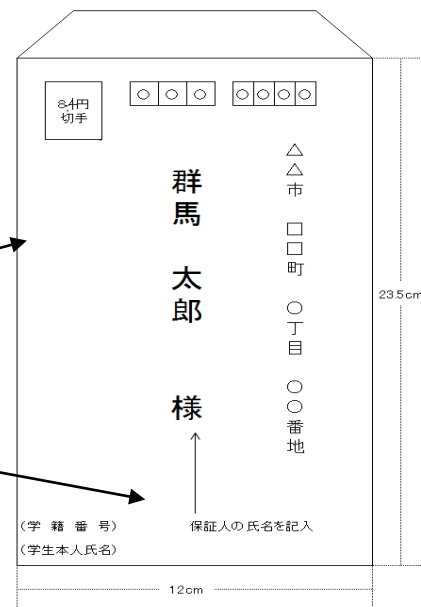 84円
切手
○○○ ○○○○
△△市 □□町 ○丁目 ○○番地
群馬 太郎 様
23.5cm
保証人の氏名を記入
(学籍番号)
(学生本人氏名)
12cm